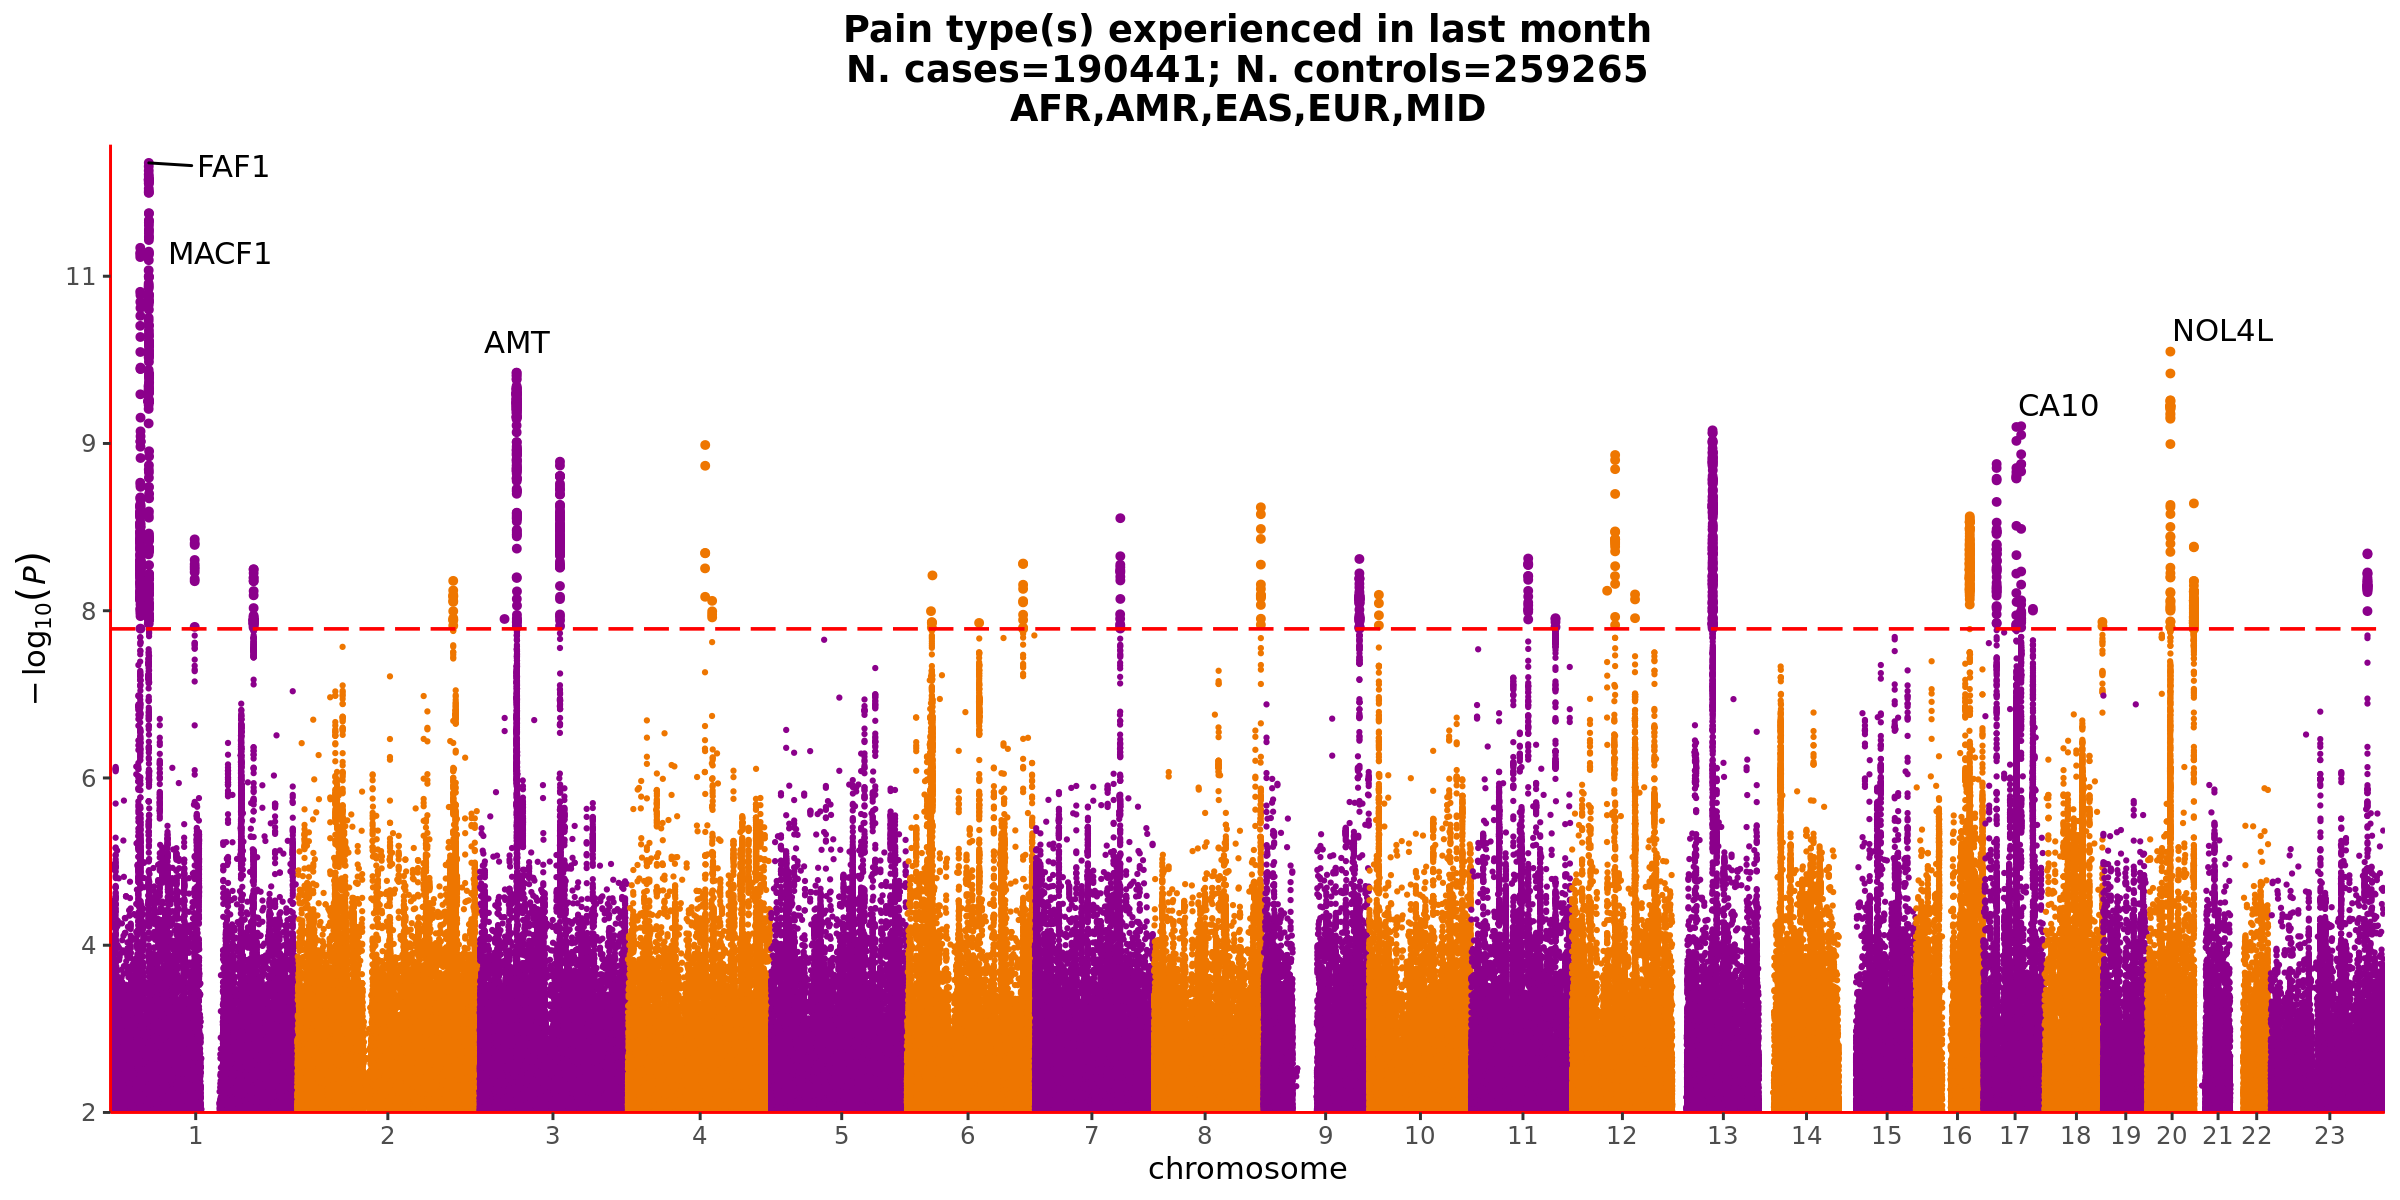 Pain type(s) experienced in last month
N. cases=190441; N. controls=259265
AFR,AMR,EAS,EUR,MID
FAF1
MACF1
AMT
NOL4L
CA10
11
9
8
6
4
2
−log10(P)
1 2 3 4 5 6 7 8 9 10 11 12 13 14 15 16 17 18 19 20 21 22 23
chromosome